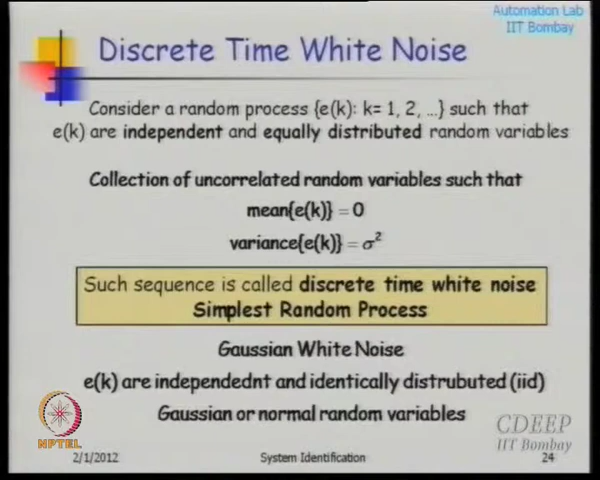 Automation Lab
IIT Bombay
Discrete Time White Noise
Consider a random process {e(k): k= 1, 2, ...} such that
e(k) are independent and equally distributed random variables
Collection of uncorrelated random variables such that
mean{e(k)} = 0
variance{e(k)} = σ²
Such sequence is called discrete time white noise
Simplest Random Process
Gaussian White Noise
e(k) are independednt and identically distrubuted (iid)
Gaussian or normal random variables
NPTEL
CDEEP
IIT Bombay
2/1/2012
System Identification
24